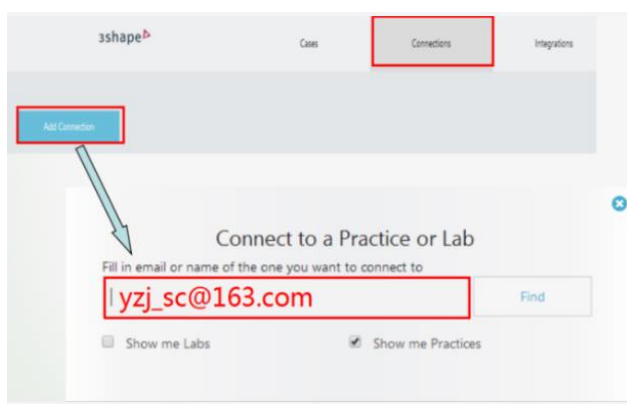 3shape
Cases
Connections
Integrations
Add Connection
Connect to a Practice or Lab
Fill in email or name of the one you want to connect to
yzj_sc@163.com
Find
Show me Labs
Show me Practices